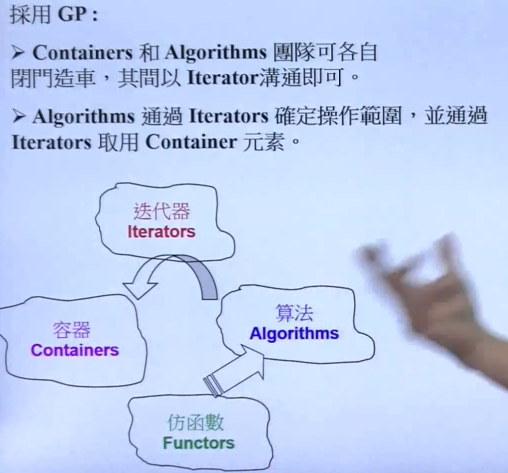 採用 GP :
➢ Containers 和 Algorithms 團隊可各自
閉門造車,其間以 Iterator溝通即可。
➢ Algorithms 通過 Iterators 確定操作範圍,並通過
Iterators 取用 Container 元素。
迭代器
Iterators
算法
Algorithms
容器
Containers
仿函數
Functors